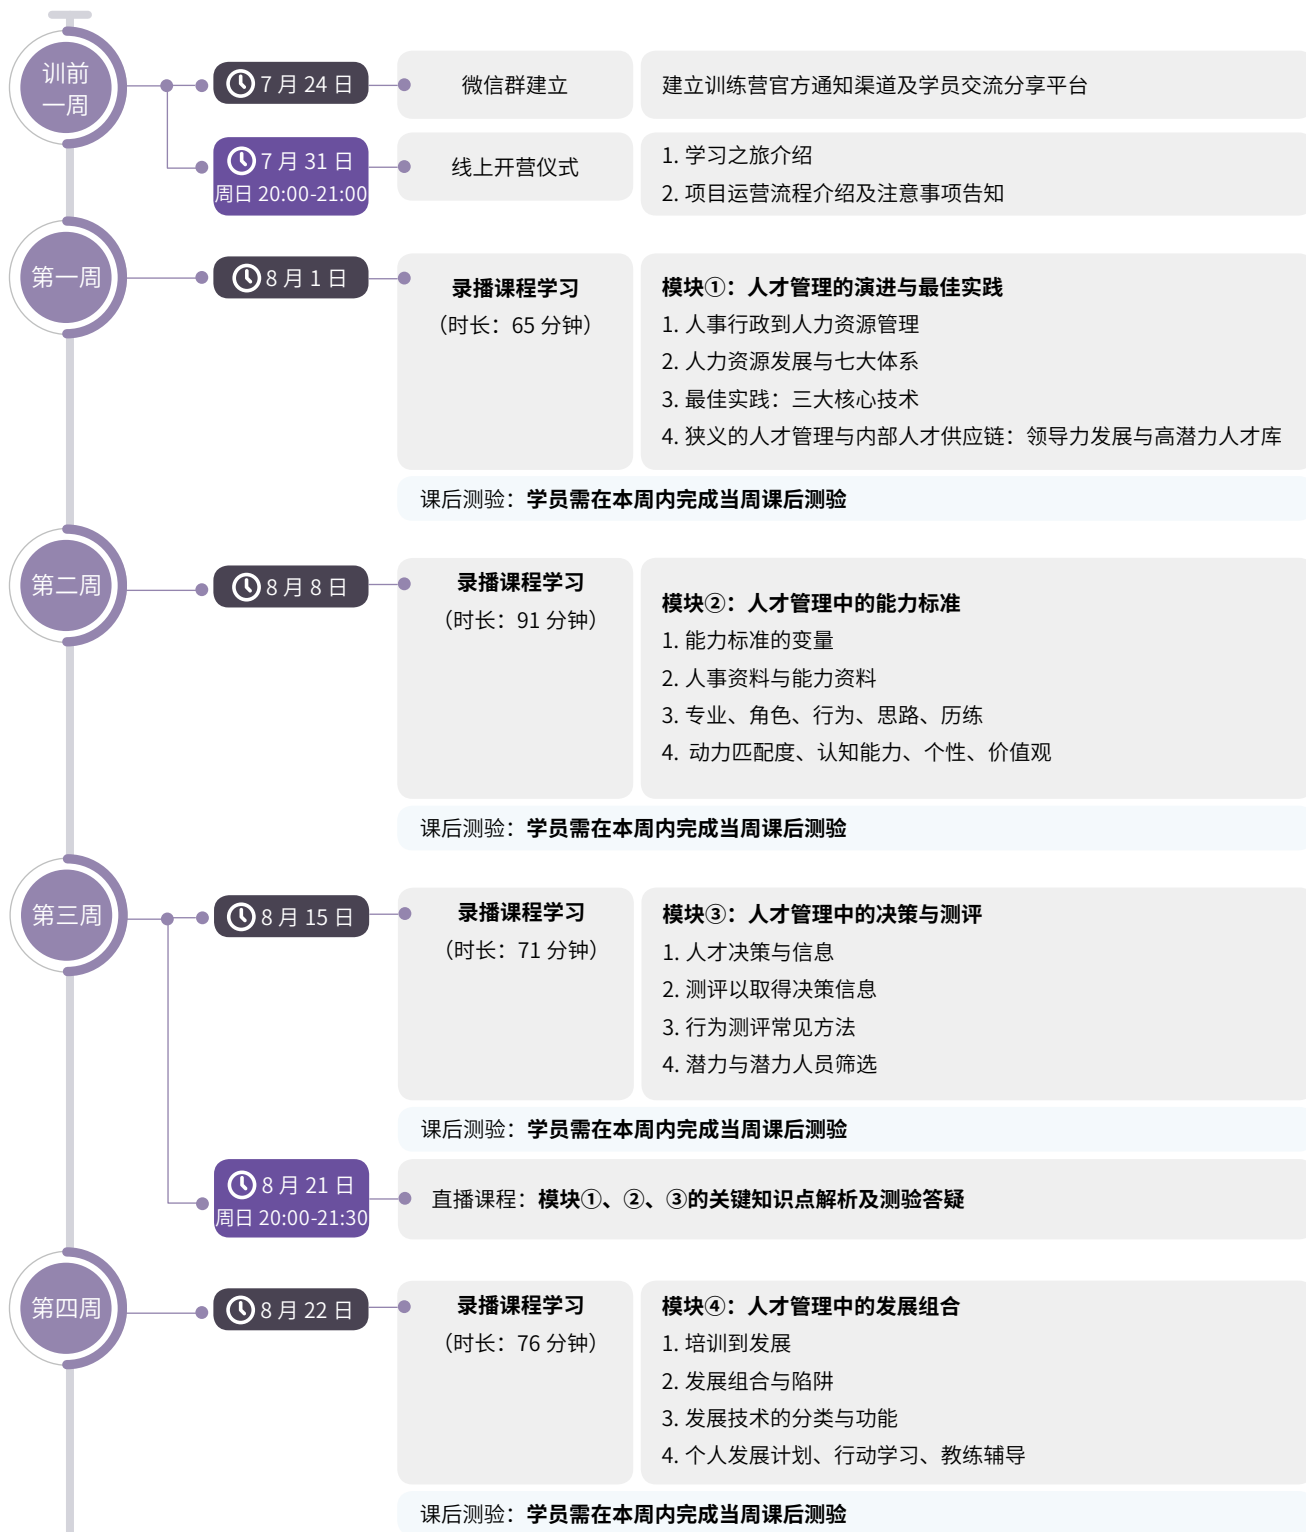 训前
一周
7 月 24 日
微信群建立
建立训练营官方通知渠道及学员交流分享平台
7 月 31 日
周日 20:00-21:00
线上开营仪式
1. 学习之旅介绍
2. 项目运营流程介绍及注意事项告知
第一周
8 月 1 日
录播课程学习
（时长：65 分钟）
模块①：人才管理的演进与最佳实践
1. 人事行政到人力资源管理
2. 人力资源发展与七大体系
3. 最佳实践：三大核心技术
4. 狭义的人才管理与内部人才供应链：领导力发展与高潜力人才库
课后测验：学员需在本周内完成当周课后测验
第二周
8 月 8 日
录播课程学习
（时长：91 分钟）
模块②：人才管理中的能力标准
1. 能力标准的变量
2. 人事资料与能力资料
3. 专业、角色、行为、思路、历练
4. 动力匹配度、认知能力、个性、价值观
课后测验：学员需在本周内完成当周课后测验
第三周
8 月 15 日
录播课程学习
（时长：71 分钟）
模块③：人才管理中的决策与测评
1. 人才决策与信息
2. 测评以取得决策信息
3. 行为测评常见方法
4. 潜力与潜力人员筛选
课后测验：学员需在本周内完成当周课后测验
8 月 21 日
周日 20:00-21:30
直播课程：模块①、②、③的关键知识点解析及测验答疑
第四周
8 月 22 日
录播课程学习
（时长：76 分钟）
模块④：人才管理中的发展组合
1. 培训到发展
2. 发展组合与陷阱
3. 发展技术的分类与功能
4. 个人发展计划、行动学习、教练辅导
课后测验：学员需在本周内完成当周课后测验